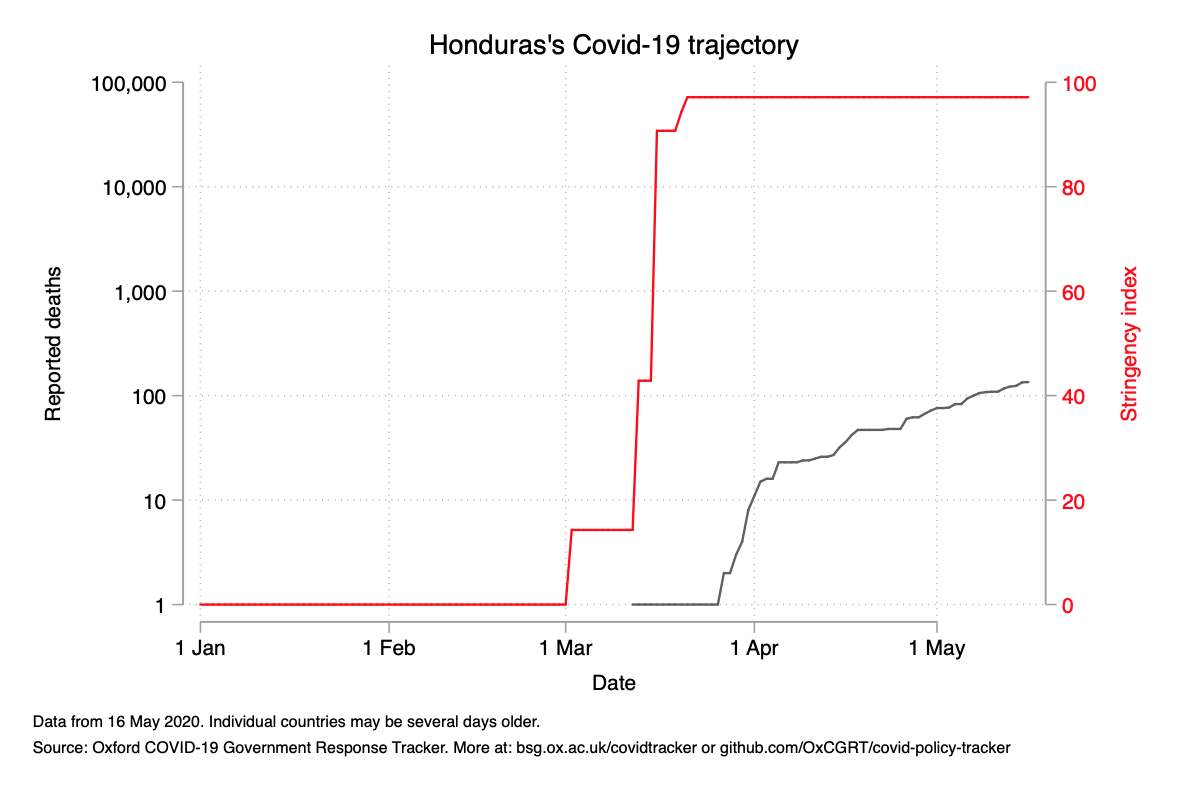 Honduras's Covid-19 trajectory
100,000
10,000
1,000
100
10
1
Reported deaths
100
80
60
40
20
0
Stringency index
1 Jan
1 Feb
1 Mar
1 Apr
1 May
Date
Data from 16 May 2020. Individual countries may be several days older.
Source: Oxford COVID-19 Government Response Tracker. More at: bsg.ox.ac.uk/covidtracker or github.com/OxCGRT/covid-policy-tracker